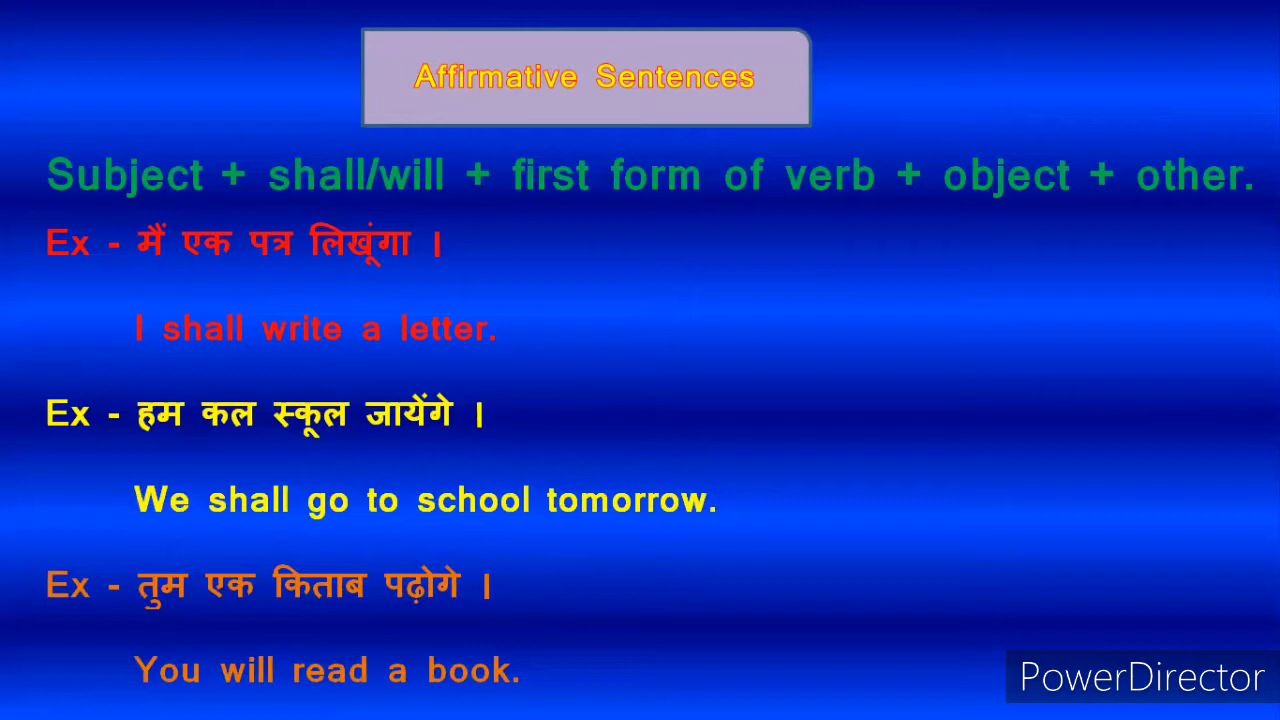 Affirmative Sentences
Subject + shall/will + first form of verb + object + other.
Ex - मैं एक पत्र लिखूंगा ।
I shall write a letter.
Ex - हम कल स्कूल जायेंगे ।
We shall go to school tomorrow.
Ex - तुम एक किताब पढ़ोगे ।
You will read a book.
PowerDirector